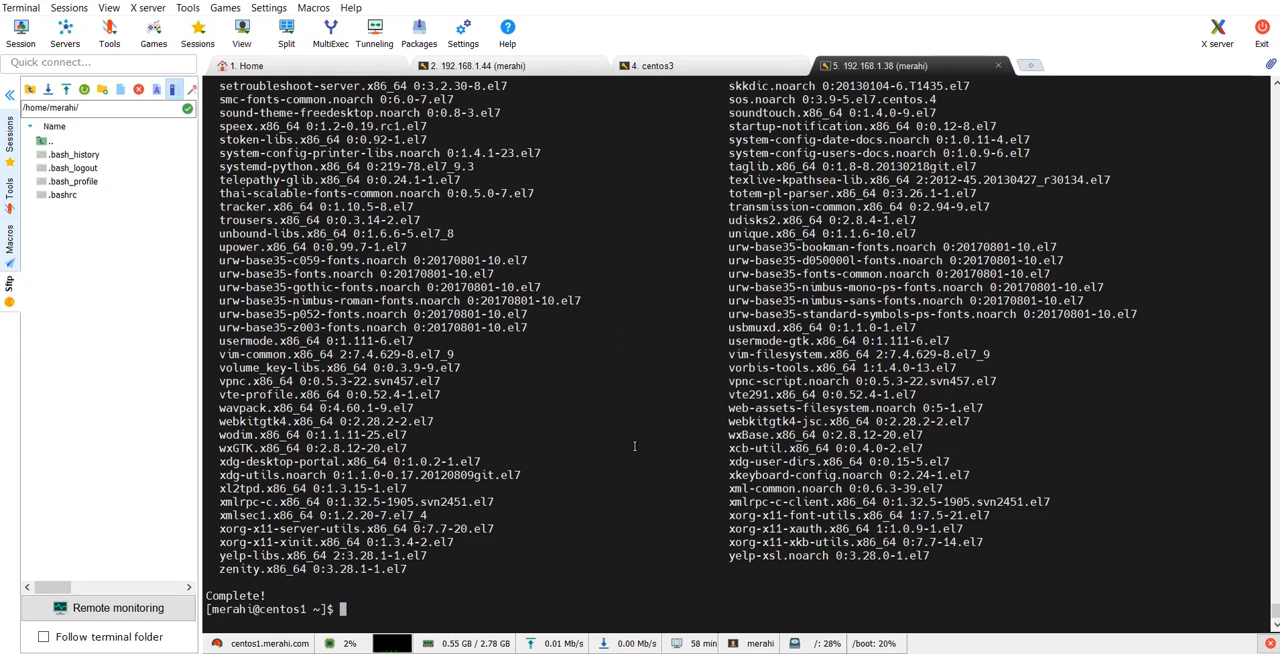 Terminal Sessions View X server Tools Games Settings Macros Help
Session Servers Tools Games Sessions View Split MultiExec Tunneling Packages Settings Help X server Exit
Quick connect...
1. Home
2. 192.168.1.44 (merahi)
4. centos3
5. 192.168.1.38 (merahi)
/home/merahi/
Name
..
.bash_history
.bash_logout
.bash_profile
.bashrc
Sessions
Tools
Macros
Sftp
setroubleshoot-server.x86_64 0:3.2.30-8.el7 skkdic.noarch 0:20130104-6.T1435.el7
smc-fonts-common.noarch 0:6.0-7.el7 sos.noarch 0:3.9-5.el7.centos.4
sound-theme-freedesktop.noarch 0:0.8-3.el7 soundtouch.x86_64 0:1.4.0-9.el7
speex.x86_64 0:1.2-0.19.rc1.el7 startup-notification.x86_64 0:0.12-8.el7
stoken-libs.x86_64 0:0.92-1.el7 system-config-date-docs.noarch 0:1.0.11-4.el7
system-config-printer-libs.noarch 0:1.4.1-23.el7 system-config-users-docs.noarch 0:1.0.9-6.el7
systemd-python.x86_64 0:219-78.el7_9.3 taglib.x86_64 0:1.8-8.20130218git.el7
telepathy-glib.x86_64 0:0.24.1-1.el7 texlive-kpathsea-lib.x86_64 2:2012-45.20130427_r30134.el7
thai-scalable-fonts-common.noarch 0:0.5.0-7.el7 totem-pl-parser.x86_64 0:3.26.1-1.el7
tracker.x86_64 0:1.10.5-8.el7 transmission-common.x86_64 0:2.94-9.el7
trousers.x86_64 0:0.3.14-2.el7 udisks2.x86_64 0:2.8.4-1.el7
unbound-libs.x86_64 0:1.6.6-5.el7_8 unique.x86_64 0:1.1.6-10.el7
upower.x86_64 0:0.99.7-1.el7 urw-base35-bookman-fonts.noarch 0:20170801-10.el7
urw-base35-c059-fonts.noarch 0:20170801-10.el7 urw-base35-d050000l-fonts.noarch 0:20170801-10.el7
urw-base35-fonts.noarch 0:20170801-10.el7 urw-base35-fonts-common.noarch 0:20170801-10.el7
urw-base35-gothic-fonts.noarch 0:20170801-10.el7 urw-base35-nimbus-mono-ps-fonts.noarch 0:20170801-10.el7
urw-base35-nimbus-roman-fonts.noarch 0:20170801-10.el7 urw-base35-nimbus-sans-fonts.noarch 0:20170801-10.el7
urw-base35-p052-fonts.noarch 0:20170801-10.el7 urw-base35-standard-symbols-ps-fonts.noarch 0:20170801-10.el7
urw-base35-z003-fonts.noarch 0:20170801-10.el7 usbmuxd.x86_64 0:1.1.0-1.el7
usermode.x86_64 0:1.111-6.el7 usermode-gtk.x86_64 0:1.111-6.el7
vim-common.x86_64 2:7.4.629-8.el7_9 vim-filesystem.x86_64 2:7.4.629-8.el7_9
volume_key-libs.x86_64 0:0.3.9-9.el7 vorbis-tools.x86_64 1:1.4.0-13.el7
vpnc.x86_64 0:0.5.3-22.svn457.el7 vpnc-script.noarch 0:0.5.3-22.svn457.el7
vte-profile.x86_64 0:0.52.4-1.el7 vte291.x86_64 0:0.52.4-1.el7
wavpack.x86_64 0:4.60.1-9.el7 web-assets-filesystem.noarch 0:5-1.el7
webkitgtk4.x86_64 0:2.28.2-2.el7 webkitgtk4-jsc.x86_64 0:2.28.2-2.el7
wodim.x86_64 0:1.1.11-25.el7 wxBase.x86_64 0:2.8.12-20.el7
wxGTK.x86_64 0:2.8.12-20.el7 xcb-util.x86_64 0:0.4.0-2.el7
xdg-desktop-portal.x86_64 0:1.0.2-1.el7 xdg-user-dirs.x86_64 0:0.15-5.el7
xdg-utils.noarch 0:1.1.0-0.17.20120809git.el7 xkeyboard-config.noarch 0:2.24-1.el7
xl2tpd.x86_64 0:1.3.15-1.el7 xml-common.noarch 0:0.6.3-39.el7
xmlrpc-c.x86_64 0:1.32.5-1905.svn2451.el7 xmlrpc-c-client.x86_64 0:1.32.5-1905.svn2451.el7
xmlsec1.x86_64 0:1.2.20-7.el7_4 xorg-x11-font-utils.x86_64 1:7.5-21.el7
xorg-x11-server-utils.x86_64 0:7.7-20.el7 xorg-x11-xauth.x86_64 1:1.0.9-1.el7
xorg-x11-xinit.x86_64 0:1.3.4-2.el7 xorg-x11-xkb-utils.x86_64 0:7.7-14.el7
yelp-libs.x86_64 2:3.28.1-1.el7 yelp-xsl.noarch 0:3.28.0-1.el7
zenity.x86_64 0:3.28.1-1.el7
Complete!
[merahi@centos1 ~]$
Remote monitoring
Follow terminal folder
centos1.merahi.com 2% 0.55 GB / 2.78 GB 0.01 Mb/s 0.00 Mb/s 58 min merahi /: 28% /boot: 20%